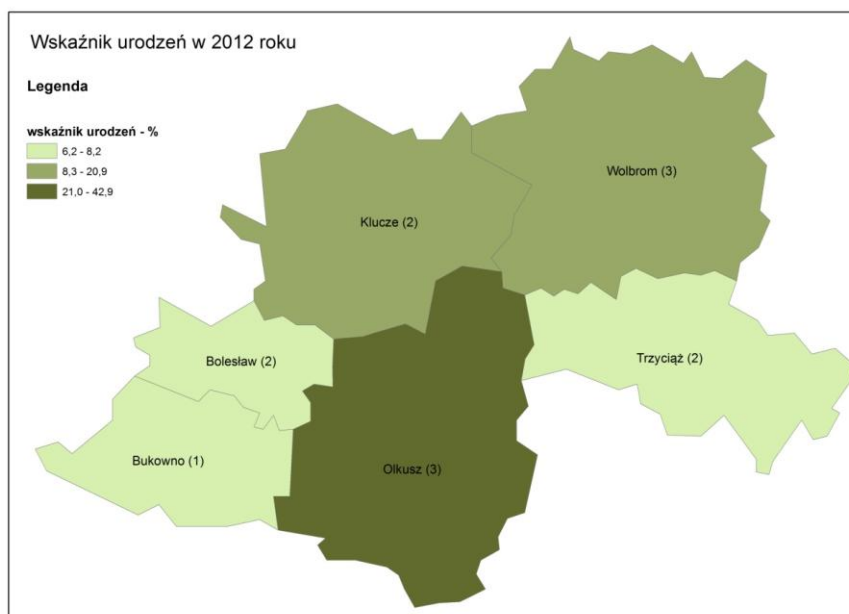 Wskaźnik urodzeń w 2012 roku
Legenda
wskaźnik urodzeń - %
6,2 - 8,2
8,3 - 20,9
21,0 - 42,9
Wolbrom (3)
Klucze (2)
Bolesław (2)
Trzyciąż (2)
Bukowno (1)
Olkusz (3)